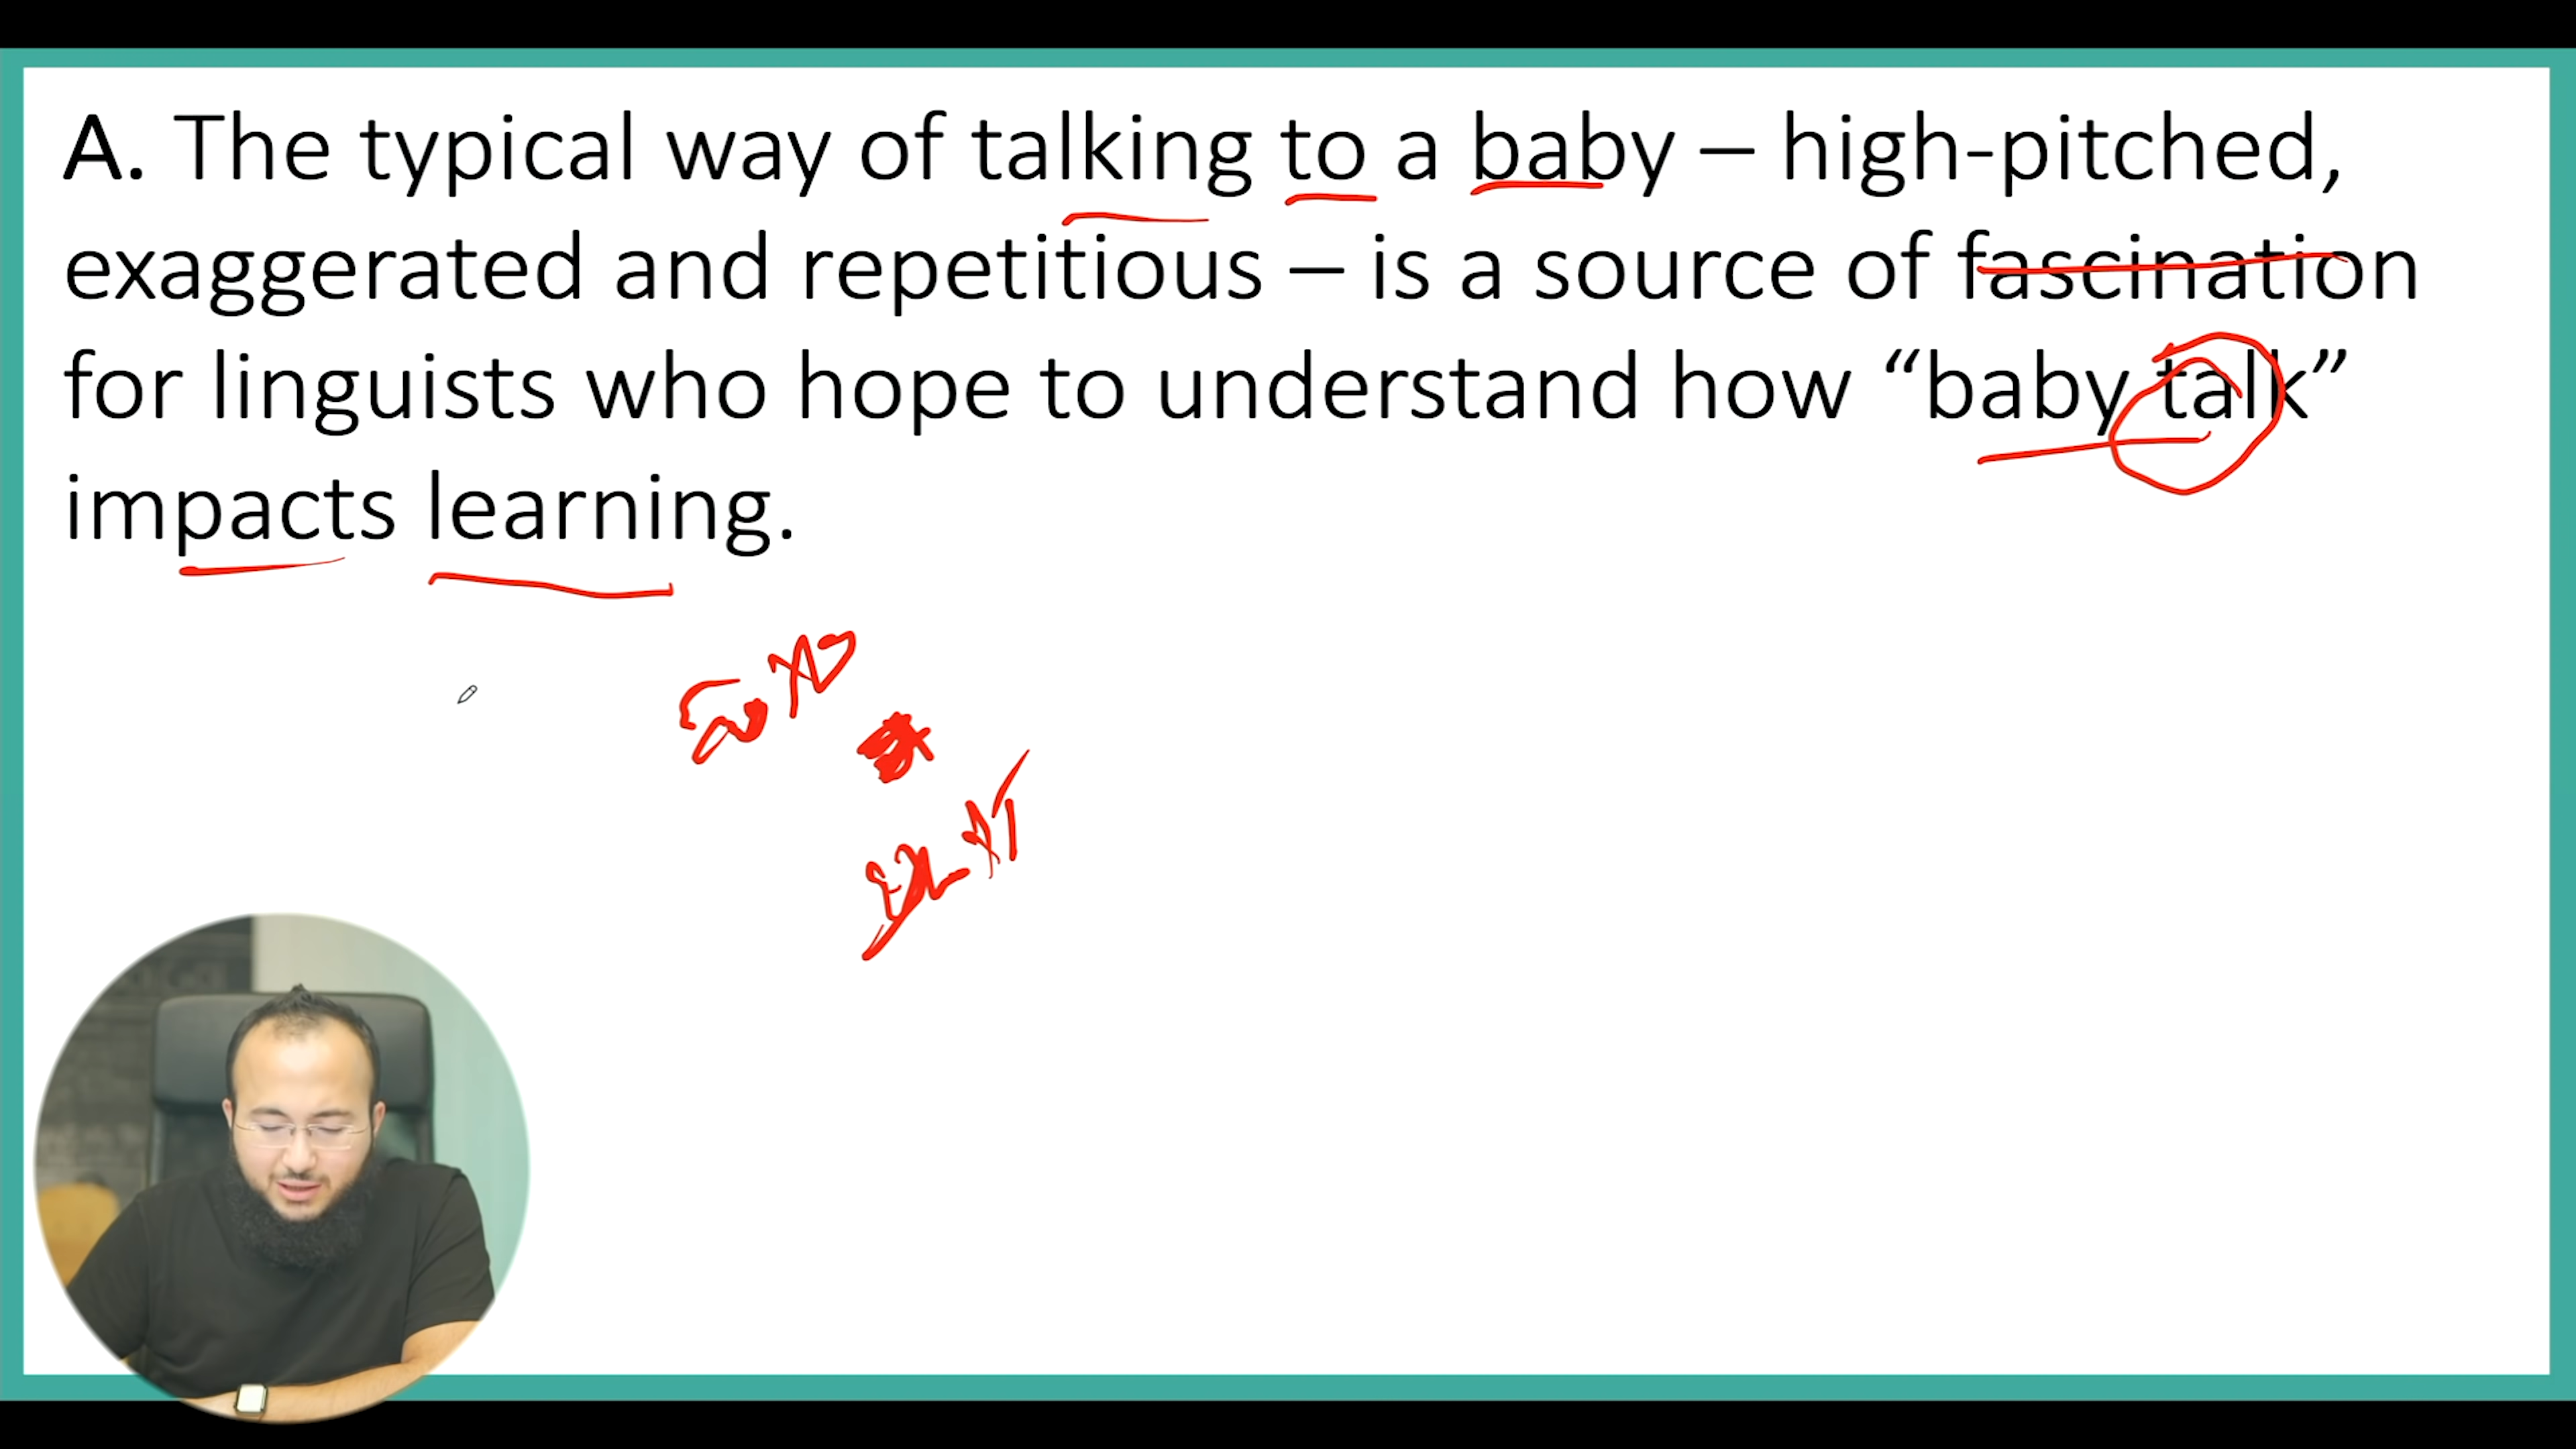 A. The typical way of talking to a baby – high-pitched,
exaggerated and repetitious – is a source of fascination
for linguists who hope to understand how “baby talk”
impacts learning.